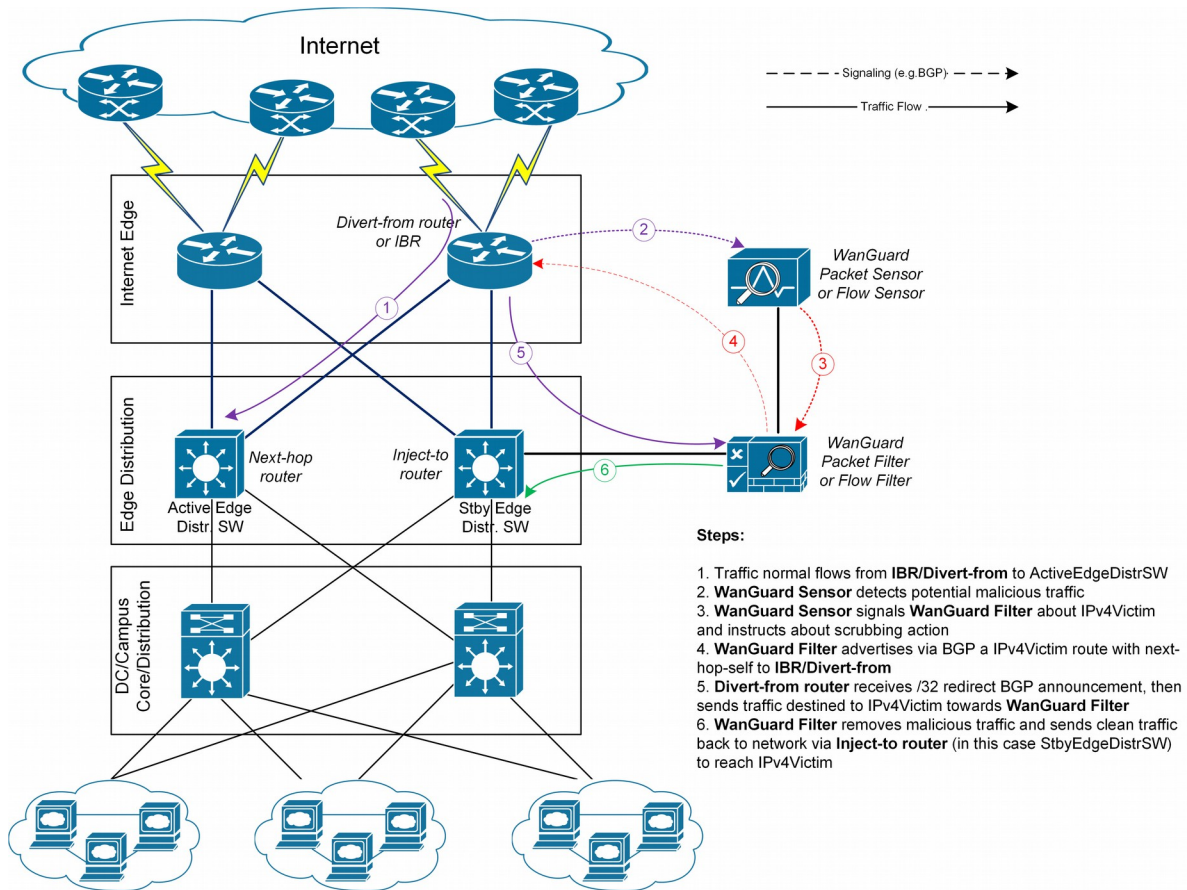 Internet
Signaling (e.g.BGP)
Traffic Flow .
Internet Edge
Divert-from router
or IBR
2
WanGuard
Packet Sensor
or Flow Sensor
1
5
4
3
Edge Distribution
Next-hop
router
Inject-to
router
6
WanGuard
Packet Filter
or Flow Filter
Active Edge
Distr. SW
Stby Edge
Distr. SW
DC/Campus
Core/Distribution
Steps:
1. Traffic normal flows from IBR/Divert-from to ActiveEdgeDistrSW
2. WanGuard Sensor detects potential malicious traffic
3. WanGuard Sensor signals WanGuard Filter about IPv4Victim
and instructs about scrubbing action
4. WanGuard Filter advertises via BGP a IPv4Victim route with next-
hop-self to IBR/Divert-from
5. Divert-from router receives /32 redirect BGP announcement, then
sends traffic destined to IPv4Victim towards WanGuard Filter
6. WanGuard Filter removes malicious traffic and sends clean traffic
back to network via Inject-to router (in this case StbyEdgeDistrSW)
to reach IPv4Victim